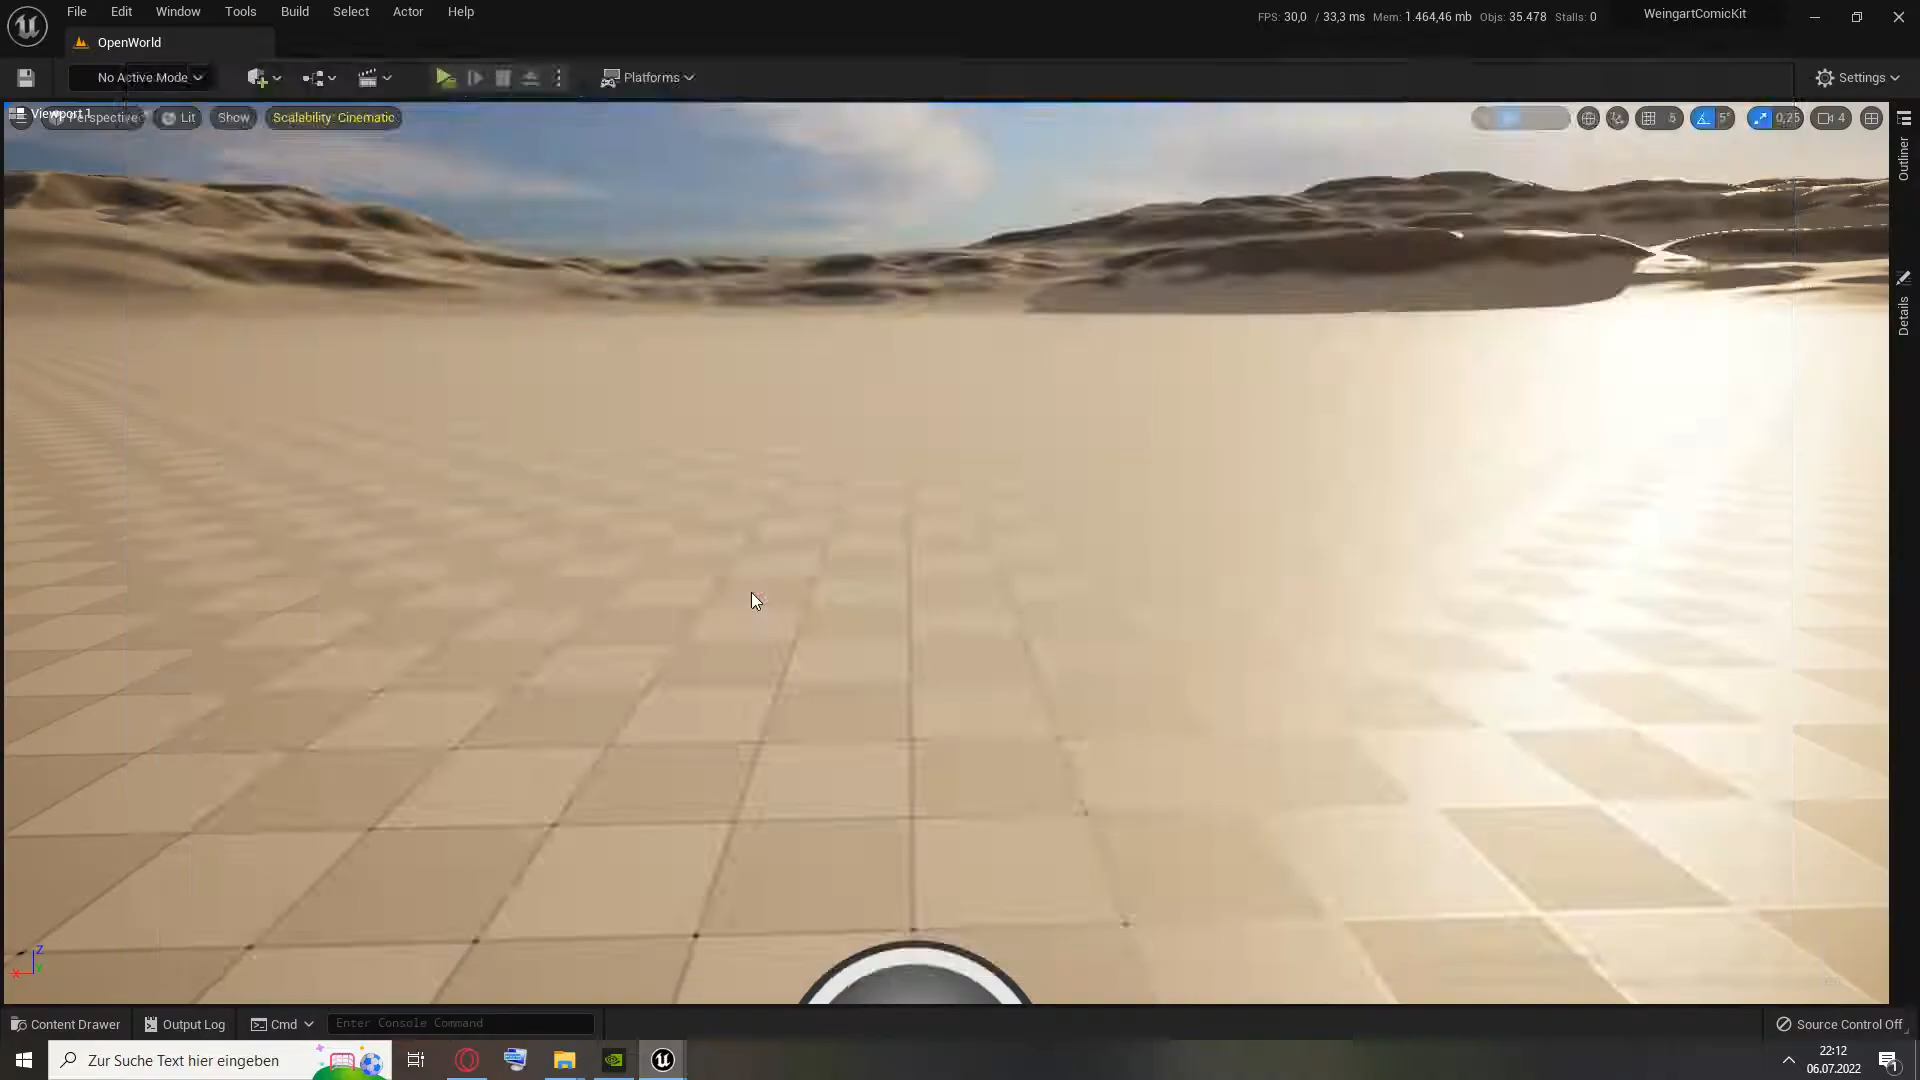 File Edit Window Tools Build Select Actor Help
FPS: 30,0 / 33,3 ms Mem: 1.464,46 mb Objs: 35.478 Stalls: 0
WeingartComicKit
OpenWorld
No Active Mode
Platforms
Settings
Viewport 1
Perspective
Lit
Show
Scalability: Cinematic
5
5°
0,25
4
Outliner
Details
Z
X
Y
Content Drawer
Output Log
Cmd
Enter Console Command
Source Control Off
Zur Suche Text hier eingeben
22:12
06.07.2022
1